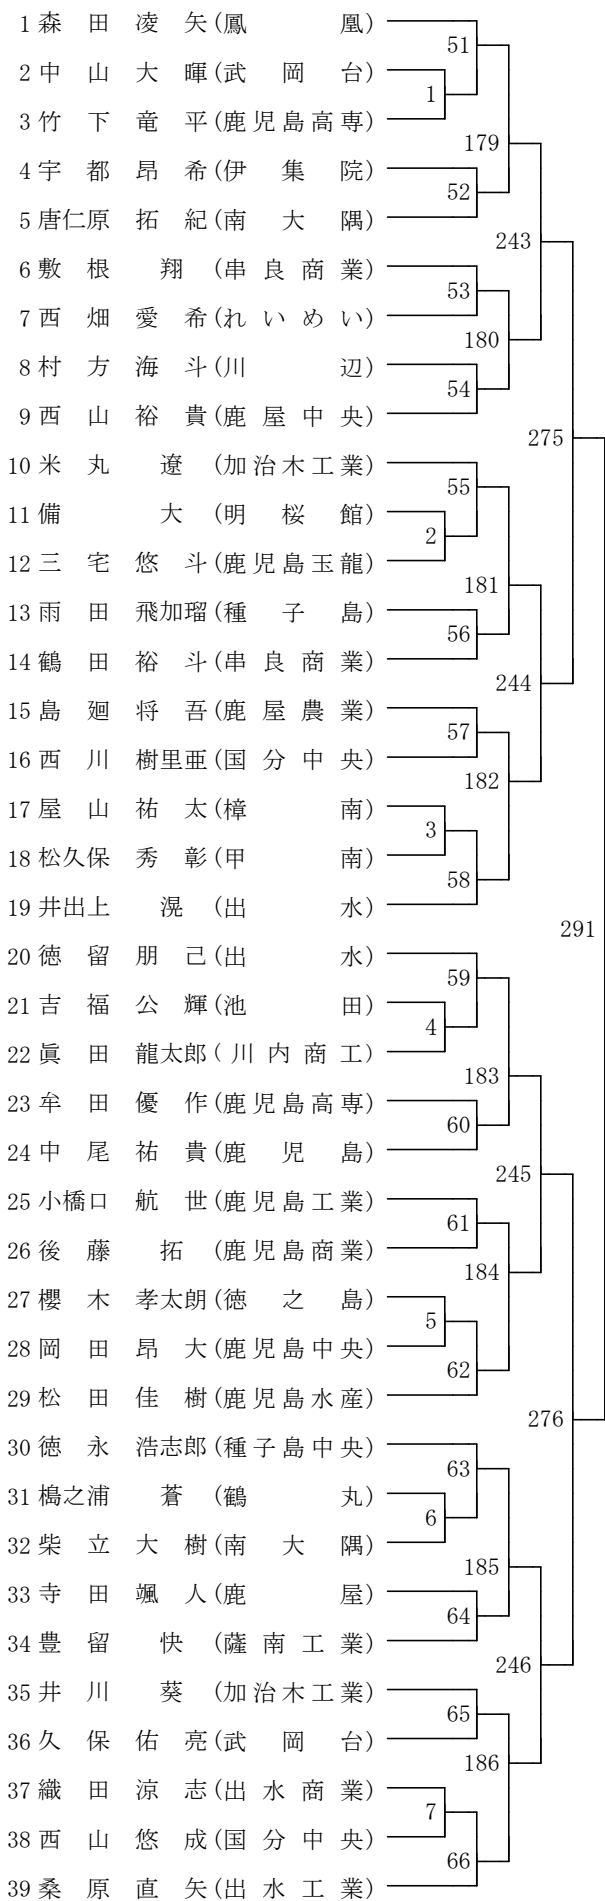 1 森田 凌矢 (鳳凰)
51
2 中山 大暉 (武岡台)
1
3 竹下 竜平 (鹿児島高専)
179
4 宇都 昂希 (伊集院)
52
5 唐仁原 拓紀 (南大隅)
243
6 敷根 翔 (串良商業)
53
7 西畑 愛希 (れいめい)
180
8 村方 海斗 (川辺)
54
9 西山 裕貴 (鹿屋中央)
275
10 米丸 遼 (加治木工業)
55
11 備 大 (明桜館)
2
12 三宅 悠斗 (鹿児島玉龍)
181
13 雨田 飛加瑠 (種子島)
56
14 鶴田 裕斗 (串良商業)
244
15 島廻 将吾 (鹿屋農業)
57
16 西川 樹里亜 (国分中央)
182
17 屋山 祐太 (樟南)
3
18 松久保 秀彰 (甲南)
58
19 井出上 滉 (出水)
291
20 徳留 朋己 (出水)
59
21 吉福 公輝 (池田)
4
22 眞田 龍太郎 (川内商工)
183
23 牟田 優作 (鹿児島高専)
60
24 中尾 祐貴 (鹿児島)
245
25 小橋口 航世 (鹿児島工業)
61
26 後藤 拓 (鹿児島商業)
184
27 櫻木 孝太朗 (徳之島)
5
28 岡田 昂大 (鹿児島中央)
62
29 松田 佳樹 (鹿児島水産)
276
30 徳永 浩志郎 (種子島中央)
63
31 樋之浦 蒼 (鶴丸)
6
32 柴立 大樹 (南大隅)
185
33 寺田 颯人 (鹿屋)
64
34 豊留 快 (薩南工業)
246
35 井川 葵 (加治木工業)
65
36 久保 佑亮 (武岡台)
186
37 織田 涼志 (出水商業)
7
38 西山 悠成 (国分中央)
66
39 桑原 直矢 (出水工業)